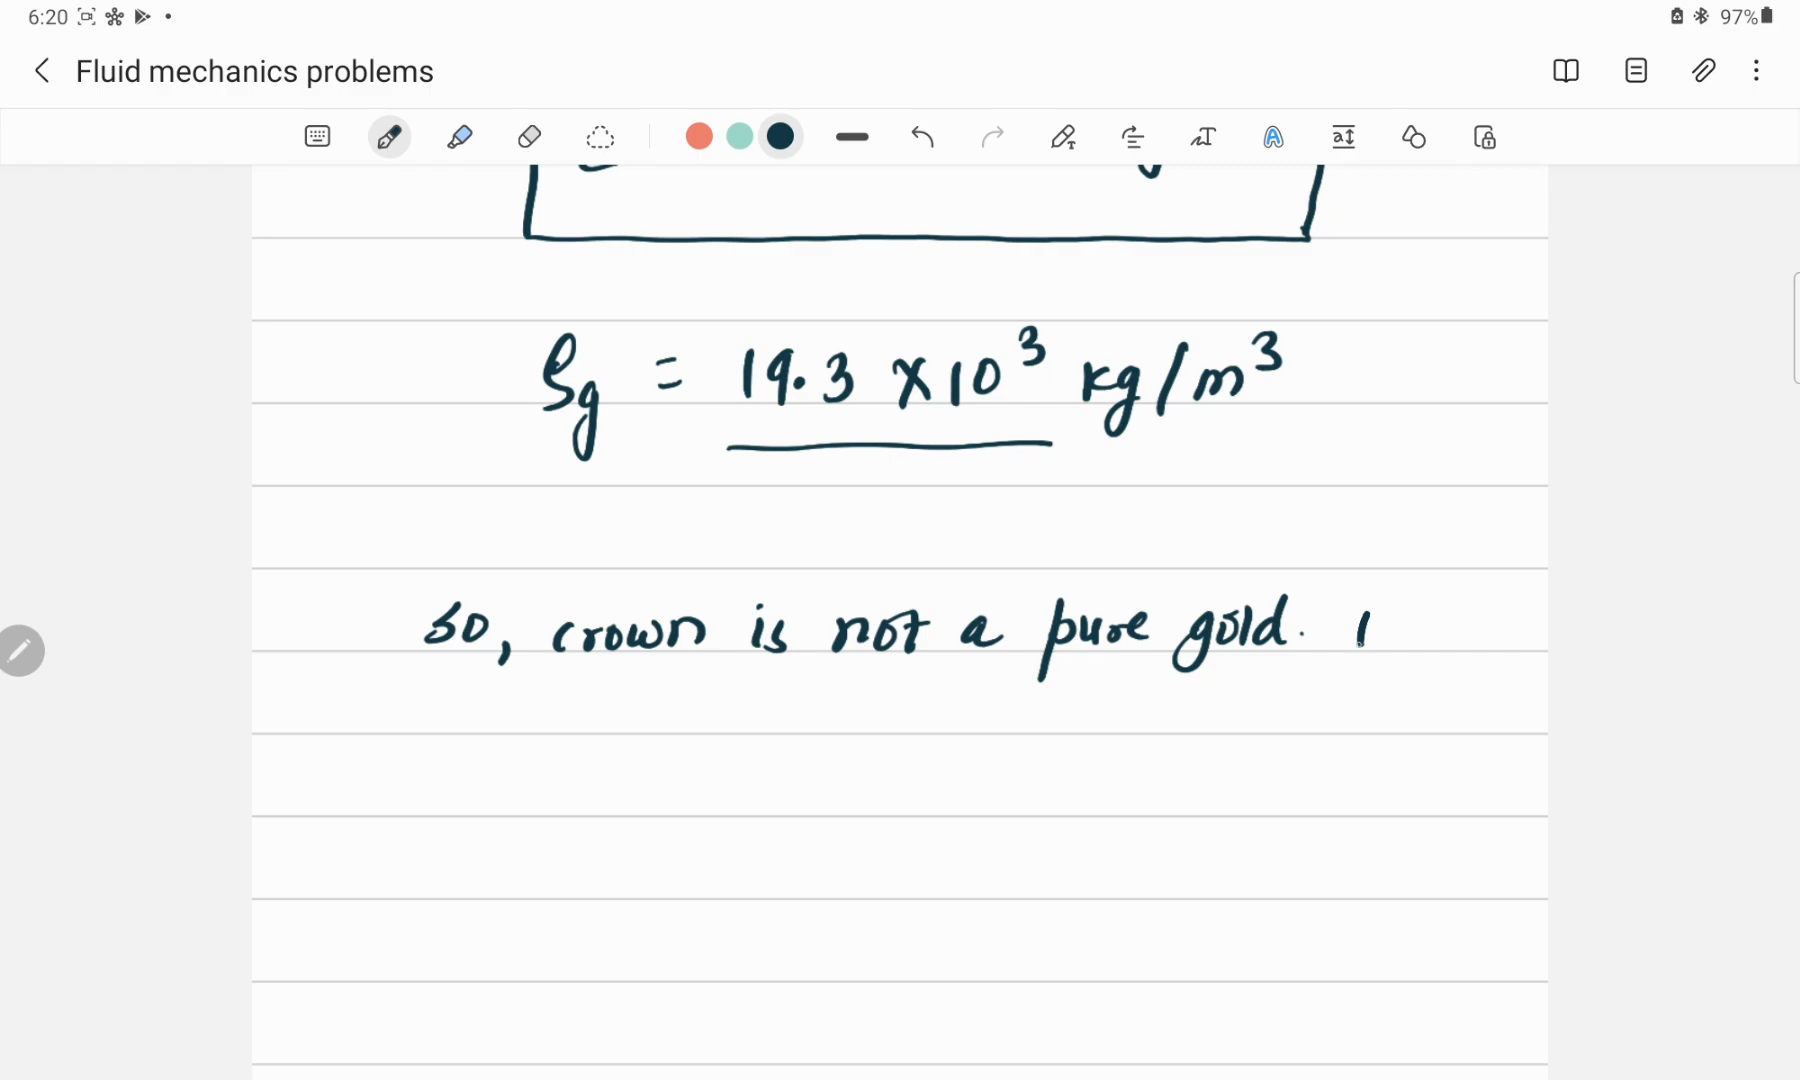 6:20 97%
Fluid mechanics problems
ρg = 19.3 × 10³ kg/m³
so, crown is not a pure gold. I